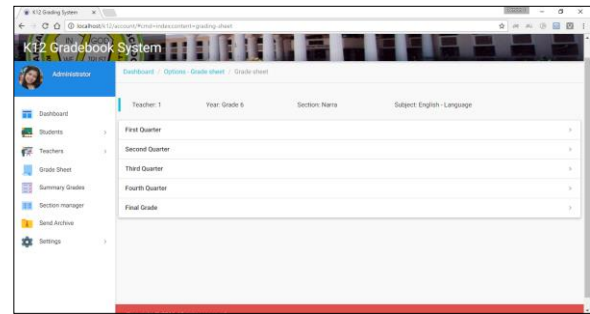 K12 Grading System
localhost/k12/account/#cmd=index;content=grading-sheet
K12 Gradebook System
Administrator
Dashboard / Options - Grade sheet / Grade sheet
Teacher: 1 Year: Grade 6 Section: Narra Subject: English - Language
Dashboard
Students
Teachers
Grade Sheet
Summary Grades
Section manager
Send Archive
Settings
First Quarter
Second Quarter
Third Quarter
Fourth Quarter
Final Grade